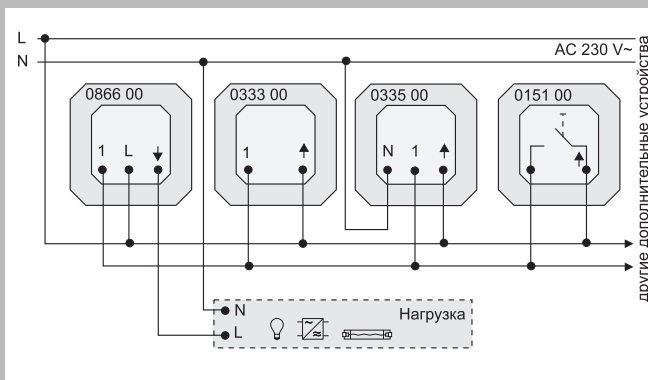 L
N
AC 230 V~
0866 00
0333 00
0335 00
0151 00
1 L
1
N 1
N
L
Нагрузка
другие дополнительные устройства